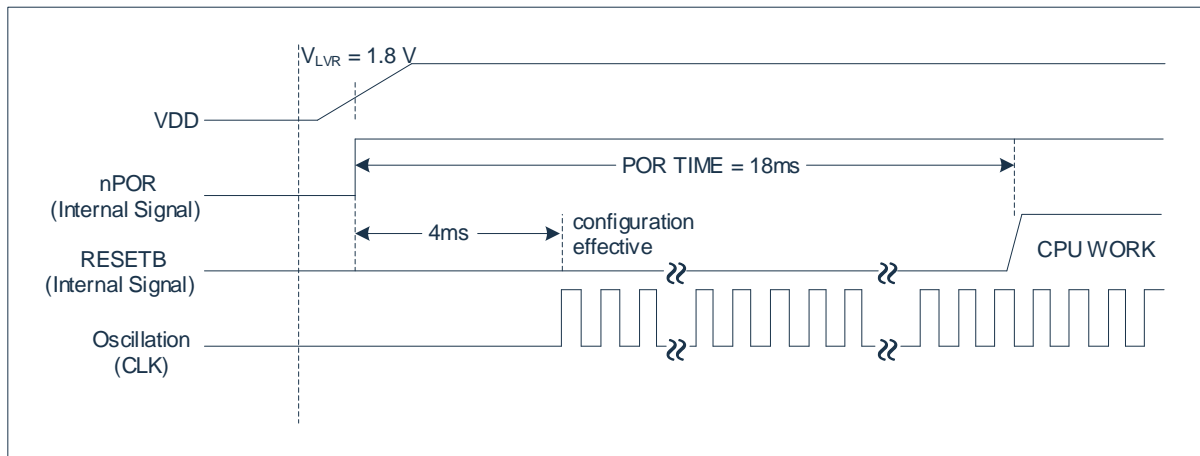 V_LVR = 1.8 V
VDD
POR TIME = 18ms
nPOR
(Internal Signal)
4ms
configuration
effective
RESETB
(Internal Signal)
CPU WORK
Oscillation
(CLK)